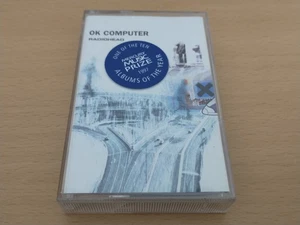 OK COMPUTER
RADIOHEAD
ONE OF THE TEN
MERCURY
MUSIC
PRIZE
1997
ALBUMS OF THE YEAR